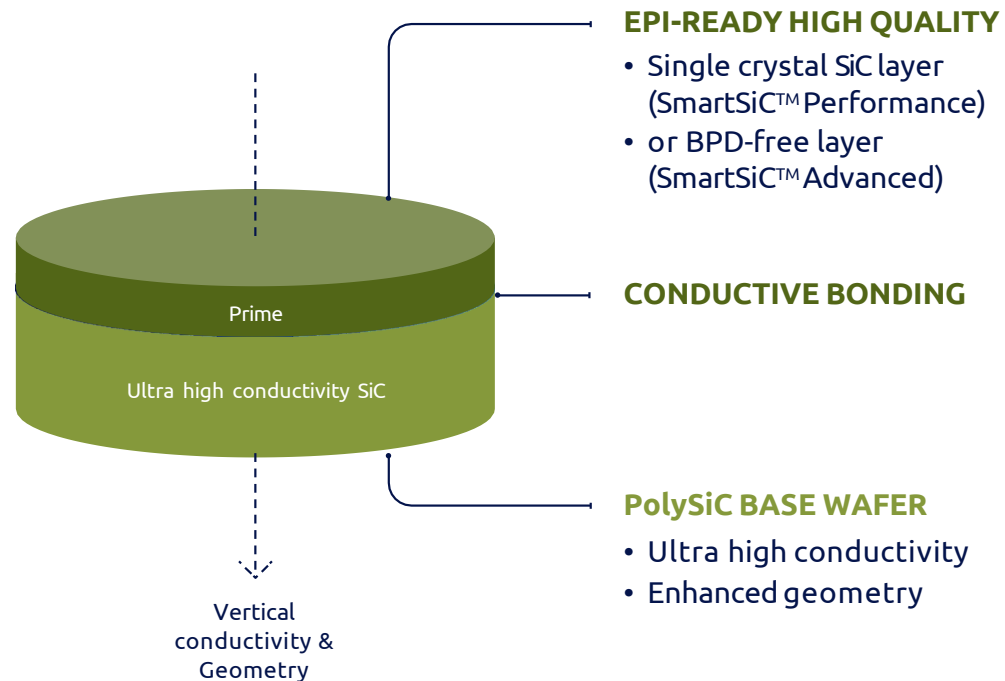 EPI-READY HIGH QUALITY
• Single crystal SiC layer
(SmartSiC™ Performance)
• or BPD-free layer
(SmartSiC™ Advanced)
Prime
CONDUCTIVE BONDING
Ultra high conductivity SiC
PolySiC BASE WAFER
• Ultra high conductivity
• Enhanced geometry
Vertical
conductivity &
Geometry